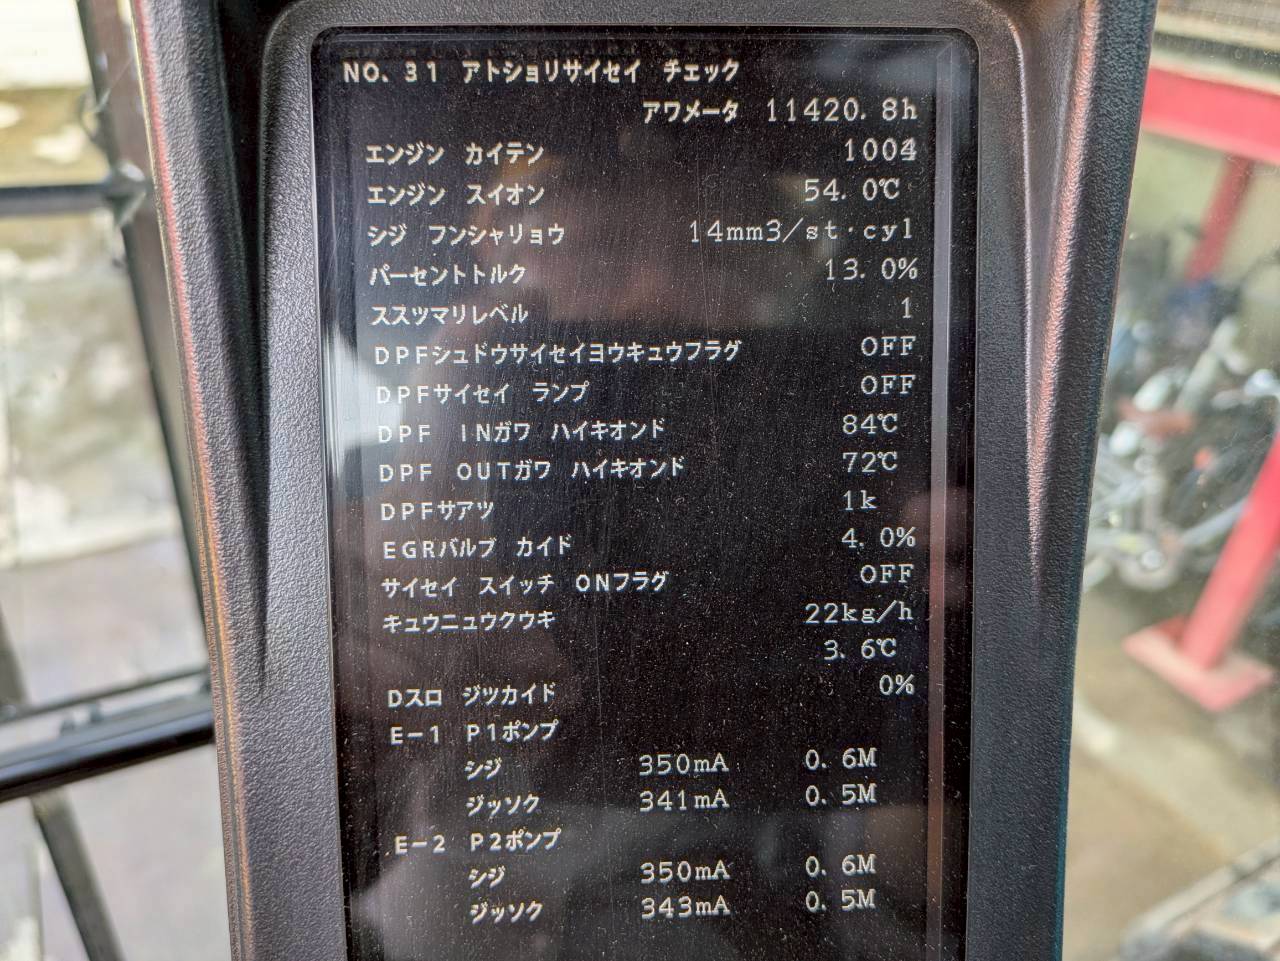 NO. 31 アトショリサイセイ チェック
アワメータ 11420.8h
エンジン カイテン 1004
エンジン スイオン 54.0℃
シジ フンシャリョウ 14mm3/st·cyl
パーセントトルク 13.0%
ススツマリレベル 1
DPFシュドウサイセイヨウキュウフラグ OFF
DPFサイセイ ランプ OFF
DPF INガワ ハイキオンド 84℃
DPF OUTガワ ハイキオンド 72℃
DPFサアツ 1k
EGRバルブ カイド 4.0%
サイセイ スイッチ ONフラグ OFF
キュウニュウクウキ 22kg/h
3.6℃
Dスロ ジツカイド 0%
E-1 P1ポンプ
シジ 350mA 0.6M
ジッソク 341mA 0.5M
E-2 P2ポンプ
シジ 350mA 0.6M
ジッソク 343mA 0.5M